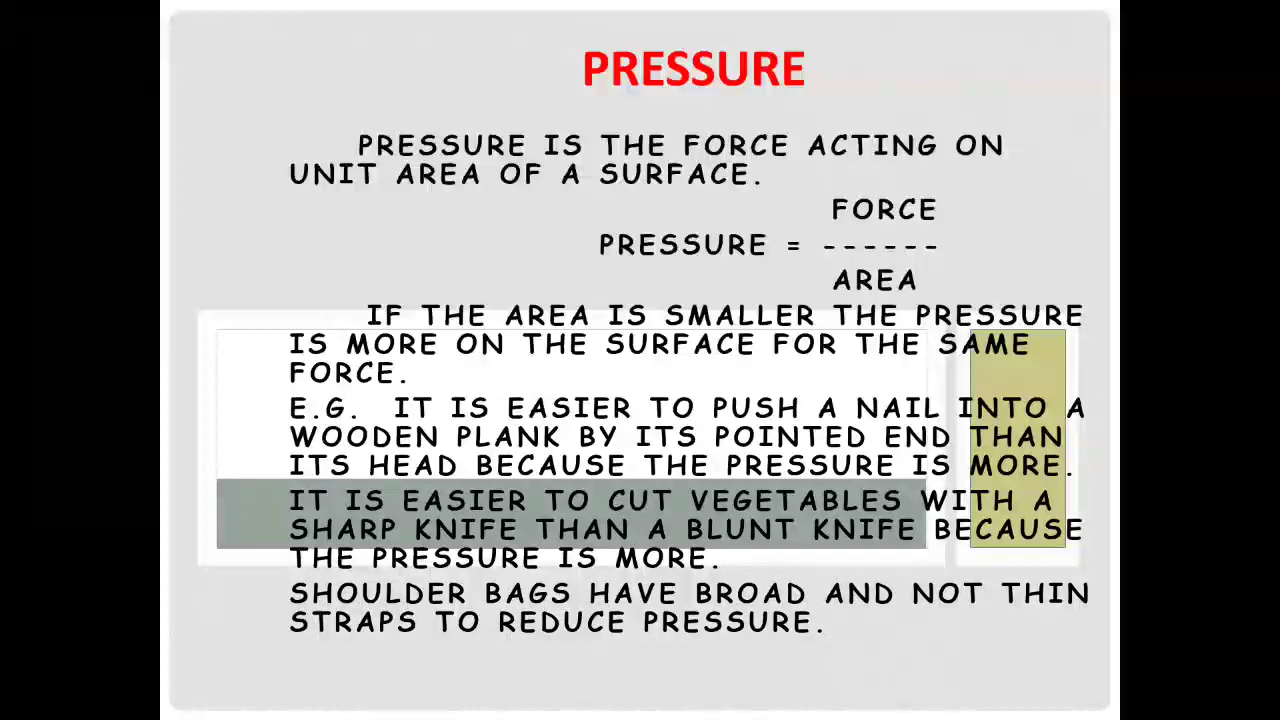 PRESSURE
PRESSURE IS THE FORCE ACTING ON
UNIT AREA OF A SURFACE.
FORCE
PRESSURE = ------
AREA
IF THE AREA IS SMALLER THE PRESSURE
IS MORE ON THE SURFACE FOR THE SAME
FORCE.
E.G. IT IS EASIER TO PUSH A NAIL INTO A
WOODEN PLANK BY ITS POINTED END THAN
ITS HEAD BECAUSE THE PRESSURE IS MORE.
IT IS EASIER TO CUT VEGETABLES WITH A
SHARP KNIFE THAN A BLUNT KNIFE BECAUSE
THE PRESSURE IS MORE.
SHOULDER BAGS HAVE BROAD AND NOT THIN
STRAPS TO REDUCE PRESSURE.